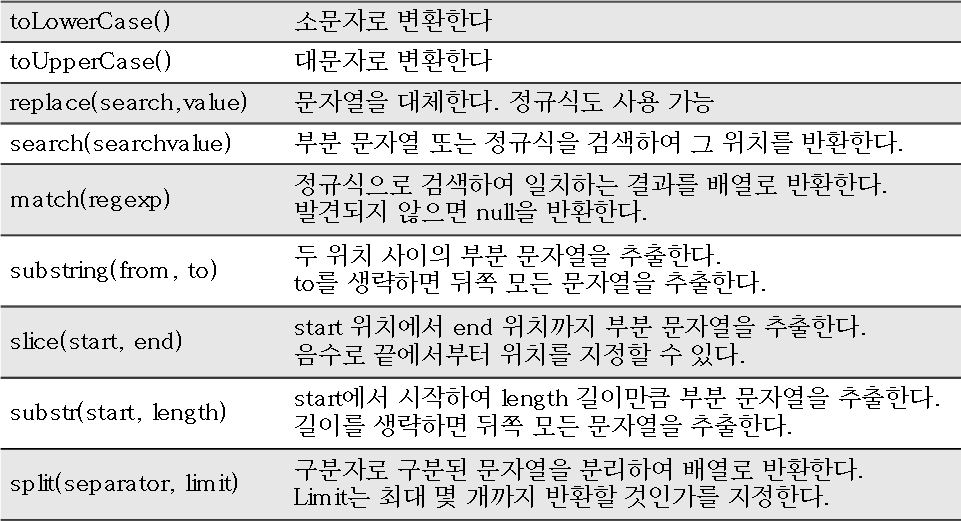 toLowerCase() 소문자로 변환한다
toUpperCase() 대문자로 변환한다
replace(search,value) 문자열을 대체한다. 정규식도 사용 가능
search(searchvalue) 부분 문자열 또는 정규식을 검색하여 그 위치를 반환한다.
match(regexp) 정규식으로 검색하여 일치하는 결과를 배열로 반환한다.
발견되지 않으면 null을 반환한다.
substring(from, to) 두 위치 사이의 부분 문자열을 추출한다.
to를 생략하면 뒤쪽 모든 문자열을 추출한다.
slice(start, end) start 위치에서 end 위치까지 부분 문자열을 추출한다.
음수로 끝에서부터 위치를 지정할 수 있다.
substr(start, length) start에서 시작하여 length 길이만큼 부분 문자열을 추출한다.
길이를 생략하면 뒤쪽 모든 문자열을 추출한다.
split(separator, limit) 구분자로 구분된 문자열을 분리하여 배열로 반환한다.
Limit는 최대 몇 개까지 반환할 것인가를 지정한다.